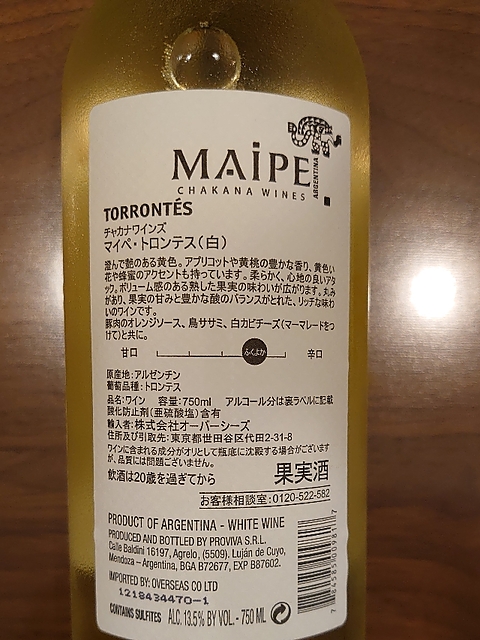 MAiPE
ARGENTINA
CHAKANA WINES
TORRONTÉS
チャカナワインズ
マイペ・トロンテス(白)
澄んで艶のある黄色。アプリコットや黄桃の豊かな香り、黄色い
花や蜂蜜のアクセントも持っています。柔らかく、心地の良いアタ
ック。ボリューム感のある熟した果実の味わいが広がります。丸み
があり、果実の甘みと豊かな酸のバランスがとれた、リッチな味わ
いのワインです。
豚肉のオレンジソース、鳥ササミ、白カビチーズ(マーマレードをつ
けて)と共に。
甘口 ふくよか 辛口
原産地:アルゼンチン
葡萄品種:トロンテス
品名:ワイン 容量:750ml アルコール分は裏ラベルに記載
酸化防止剤(亜硫酸塩)含有
輸入者:株式会社オーバーシーズ
住所及び引取先:東京都世田谷区代田2-31-8
ワインに含まれる成分がオリとして瓶底に沈殿する場合がございます
が、品質には問題ございません。
飲酒は20歳を過ぎてから 果実酒
お客様相談室:0120-522-582
PRODUCT OF ARGENTINA - WHITE WINE
PRODUCED AND BOTTLED BY PROVIVA S.R.L.
Calle Baldini 16197, Agrelo, (5509). Luján de Cuyo,
Mendoza – Argentina, BGA B72677, EXP B87602.
IMPORTED BY: OVERSEAS CO LTD
1218434470-1
CONTAINS SULFITES ALC. 13.5% BY VOL. - 750 ML